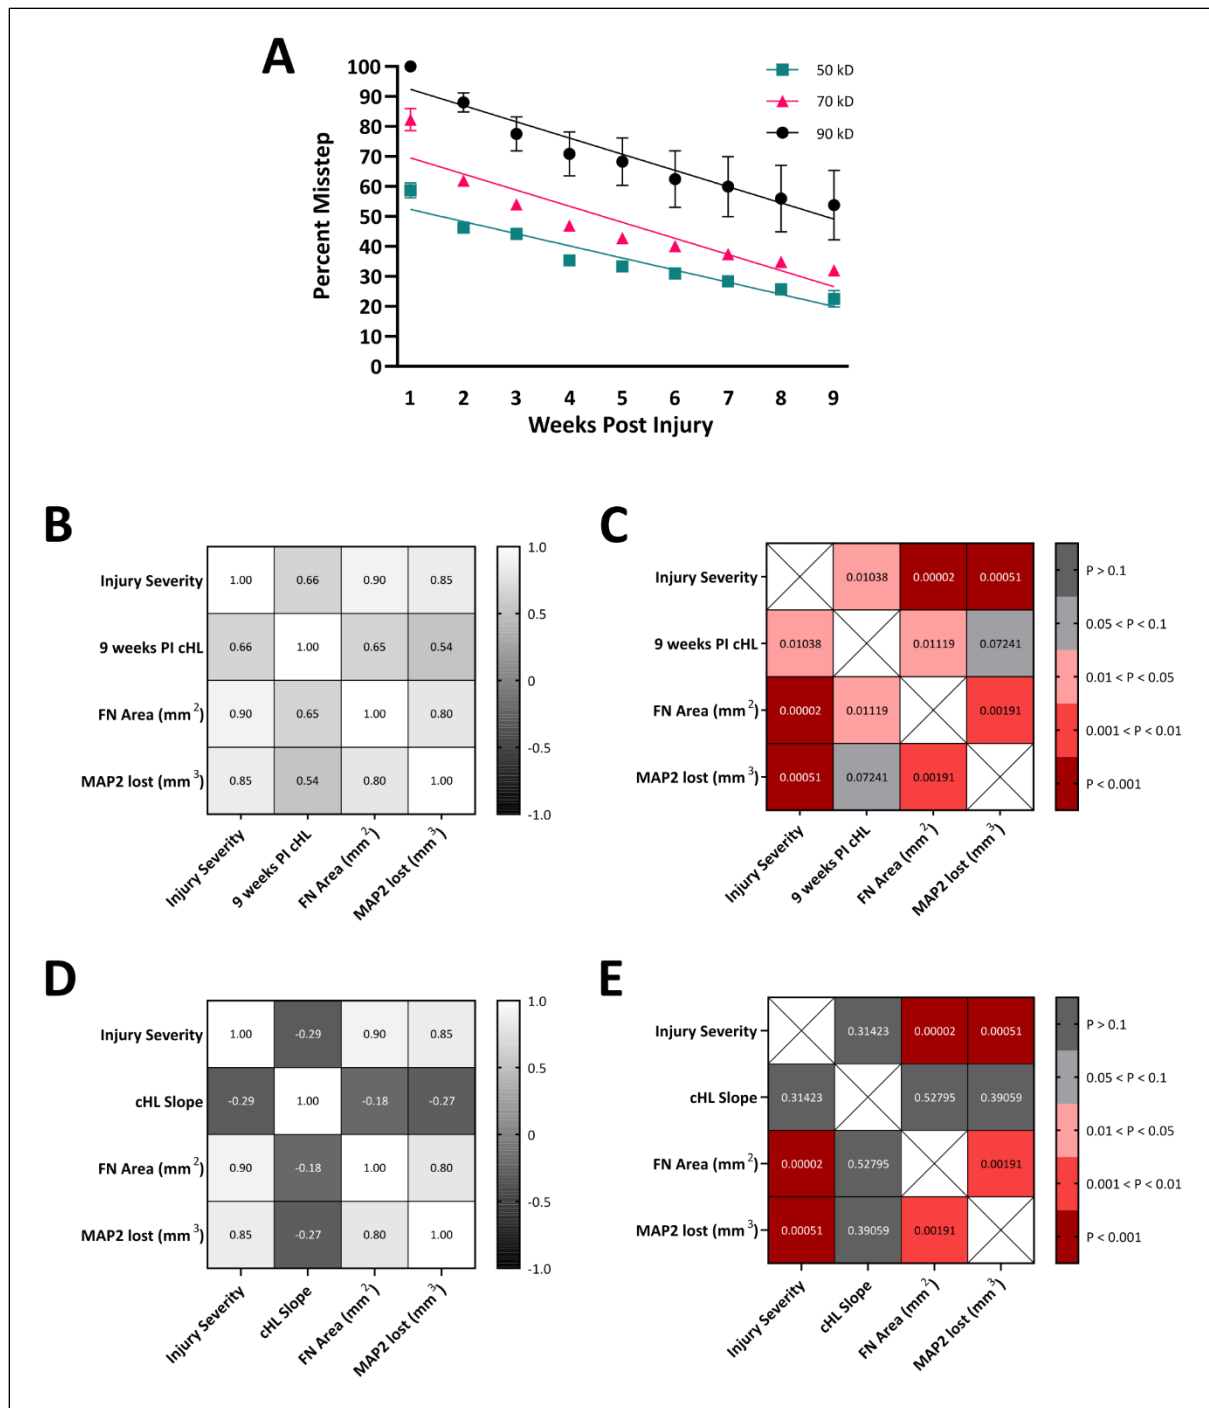 A
50 kD
70 kD
90 kD
100
90
80
70
60
50
40
30
20
10
0
Percent Misstep
1 2 3 4 5 6 7 8 9
Weeks Post Injury
B
Injury Severity 1.00 0.66 0.90 0.85
9 weeks PI cHL 0.66 1.00 0.65 0.54
FN Area (mm²) 0.90 0.65 1.00 0.80
MAP2 lost (mm³) 0.85 0.54 0.80 1.00
Injury Severity 9 weeks PI cHL FN Area (mm²) MAP2 lost (mm³)
1.0
0.5
0
-0.5
-1.0
C
Injury Severity 0.01038 0.00002 0.00051
9 weeks PI cHL 0.01038 0.01119 0.07241
FN Area (mm²) 0.00002 0.01119 0.00191
MAP2 lost (mm³) 0.00051 0.07241 0.00191
Injury Severity 9 weeks PI cHL FN Area (mm²) MAP2 lost (mm³)
P > 0.1
0.05 < P < 0.1
0.01 < P < 0.05
0.001 < P < 0.01
P < 0.001
D
Injury Severity 1.00 -0.29 0.90 0.85
cHL Slope -0.29 1.00 -0.18 -0.27
FN Area (mm²) 0.90 -0.18 1.00 0.80
MAP2 lost (mm³) 0.85 -0.27 0.80 1.00
Injury Severity cHL Slope FN Area (mm²) MAP2 lost (mm³)
1.0
0.5
0
-0.5
-1.0
E
Injury Severity 0.31423 0.00002 0.00051
cHL Slope 0.31423 0.52795 0.39059
FN Area (mm²) 0.00002 0.52795 0.00191
MAP2 lost (mm³) 0.00051 0.39059 0.00191
Injury Severity cHL Slope FN Area (mm²) MAP2 lost (mm³)
P > 0.1
0.05 < P < 0.1
0.01 < P < 0.05
0.001 < P < 0.01
P < 0.001